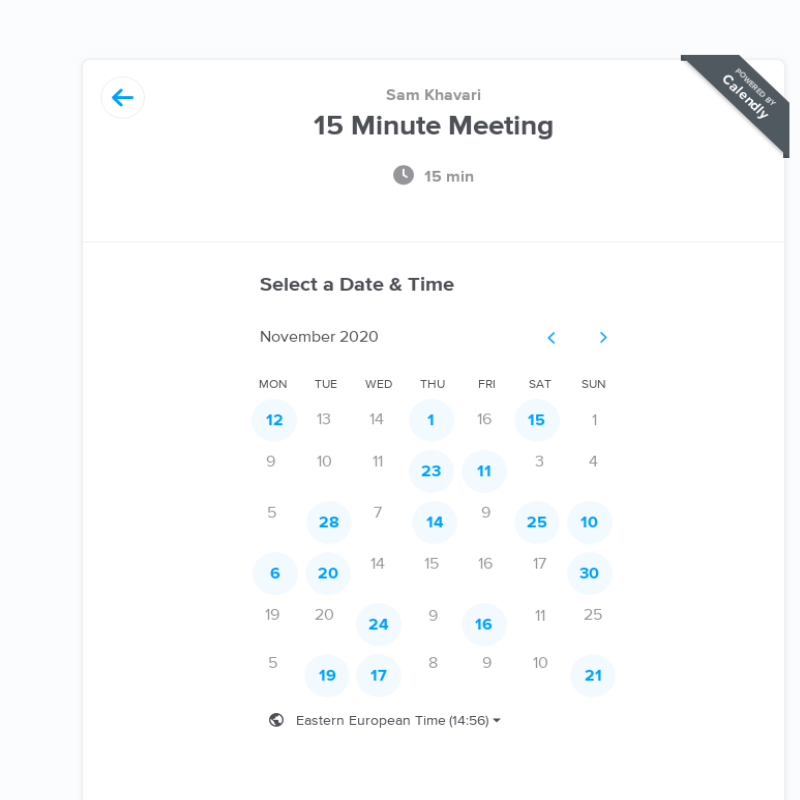 POWERED BY
Calendly
Sam Khavari
15 Minute Meeting
15 min
Select a Date & Time
November 2020
MON TUE WED THU FRI SAT SUN
12 13 14 1 16 15 1
9 10 11 23 11 3 4
5 28 7 14 9 25 10
6 20 14 15 16 17 30
19 20 24 9 16 11 25
5 19 17 8 9 10 21
Eastern European Time (14:56)